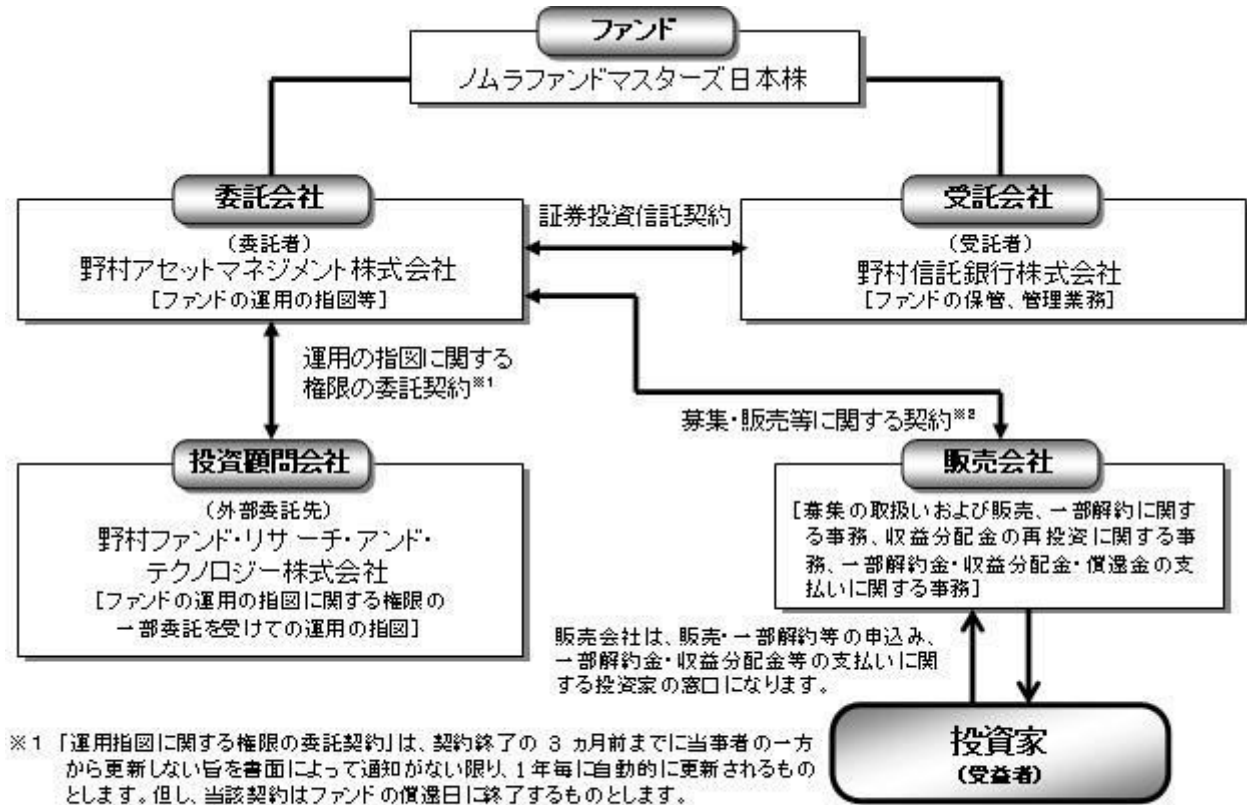 ファンド
ノムラファンドマスターズ日本株
委託会社
(委託者)
野村アセットマネジメント株式会社
[ファンドの運用の指図等]
証券投資信託契約
受託会社
(受託者)
野村信託銀行株式会社
[ファンドの保管、管理業務]
運用の指図に関する
権限の委託契約※1
募集・販売等に関する契約※2
投資顧問会社
(外部委託先)
野村ファンド・リサーチ・アンド・
テクノロジー株式会社
[ファンドの運用の指図に関する権限の
一部委託を受けての運用の指図]
販売会社
[募集の取扱いおよび販売、一部解約に関す
る事務、収益分配金の再投資に関する事
務、一部解約金・収益分配金・償還金の支
払いに関する事務]
販売会社は、販売・一部解約等の申込み、
一部解約金・収益分配金等の支払いに関
する投資家の窓口になります。
投資家
(受益者)
※1 「運用指図に関する権限の委託契約」は、契約終了の 3 ヵ月前までに当事者の一方
から更新しない旨を書面によって通知がない限り、1年毎に自動的に更新されるもの
とします。但し、当該契約はファンドの償還日に終了するものとします。